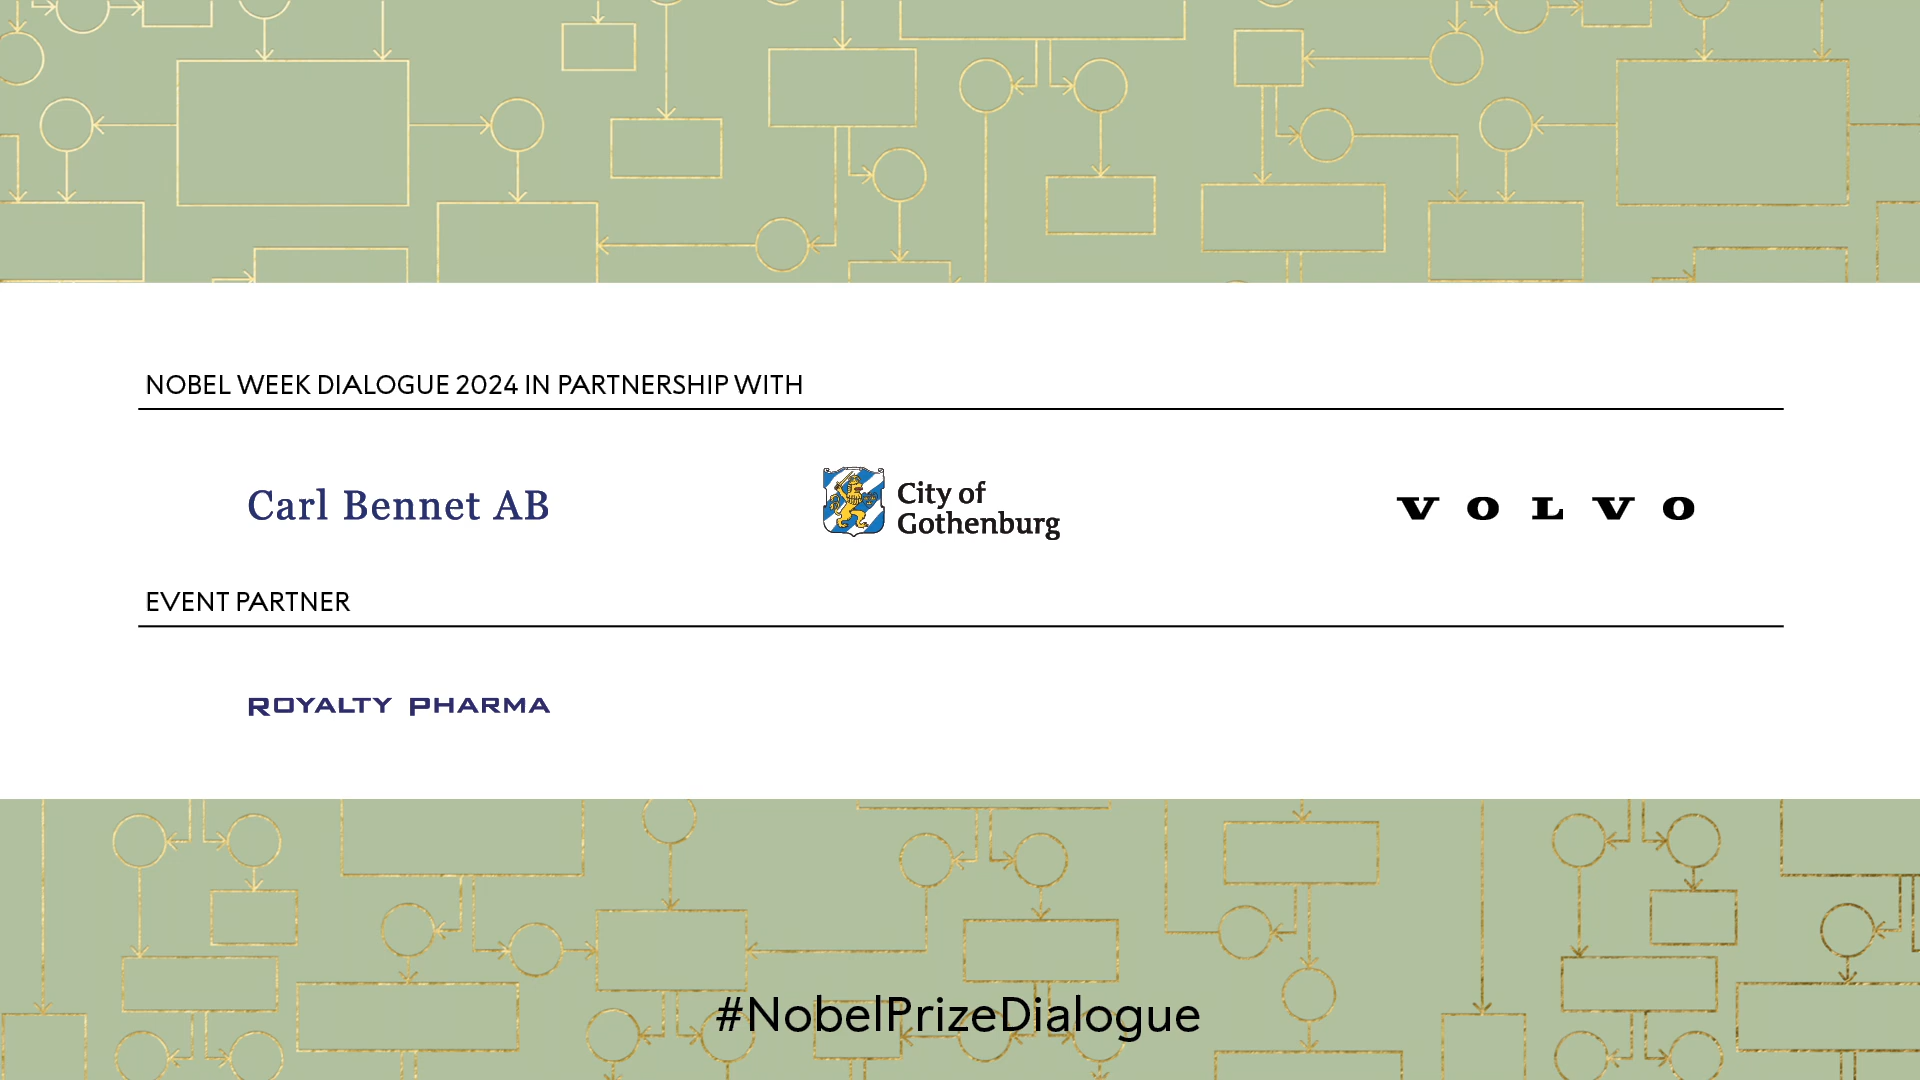 NOBEL WEEK DIALOGUE 2024 IN PARTNERSHIP WITH
Carl Bennet AB
City of
Gothenburg
VOLVO
EVENT PARTNER
ROYALTY PHARMA
#NobelPrizeDialogue